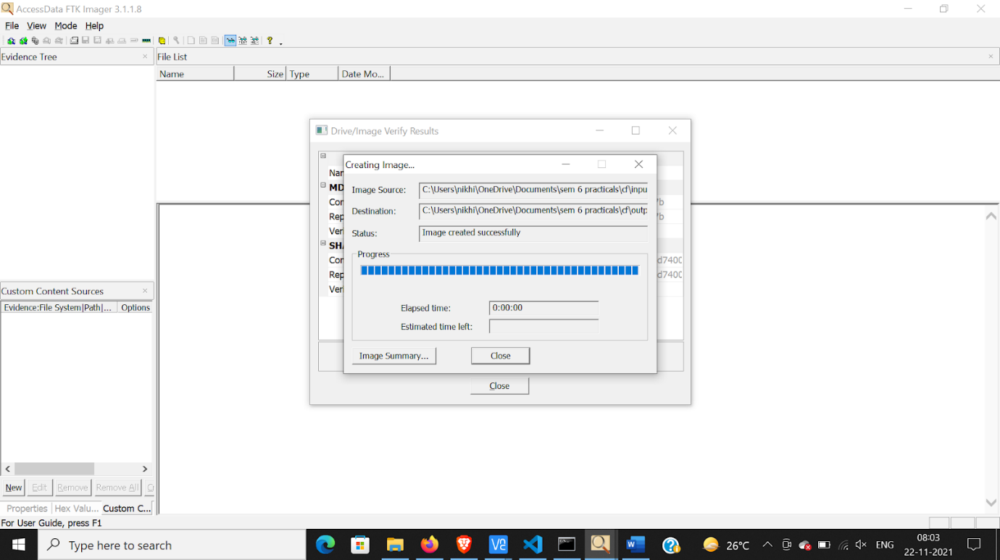 AccessData FTK Imager 3.1.1.8
File View Mode Help
Evidence Tree
File List
Name Size Type Date Mo...
Drive/Image Verify Results
Nan
MD
Con 7b
Rep 7b
Veri
SHA
Con d7400
Rep d7400
Veri
Creating Image...
Image Source: C:\Users\nikhi\OneDrive\Documents\sem 6 practicals\cf\inpu
Destination: C:\Users\nikhi\OneDrive\Documents\sem 6 practicals\cf\outp
Status: Image created successfully
Progress
Elapsed time: 0:00:00
Estimated time left:
Image Summary... Close
Close
Custom Content Sources
Evidence:File System|Path|... Options
New Edit Remove Remove All
Properties Hex Valu... Custom C...
For User Guide, press F1
Type here to search
26°C
ENG
08:03
22-11-2021